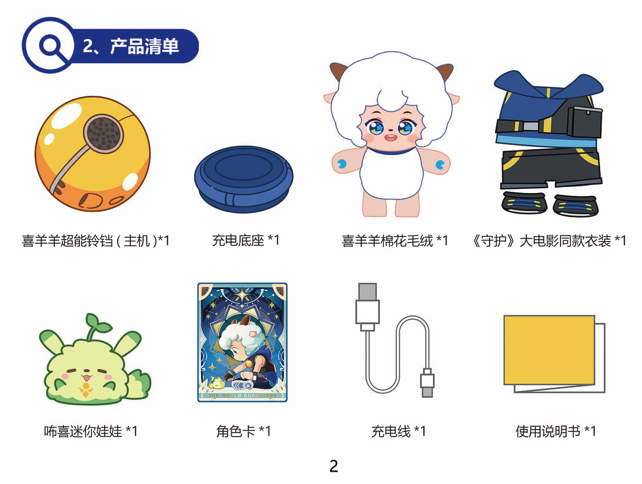 2、产品清单
喜羊羊超能铃铛(主机)*1
充电底座 *1
喜羊羊棉花毛绒 *1
《守护》大电影同款衣装 *1
咘喜迷你娃娃 *1
角色卡 *1
充电线 *1
使用说明书 *1
2